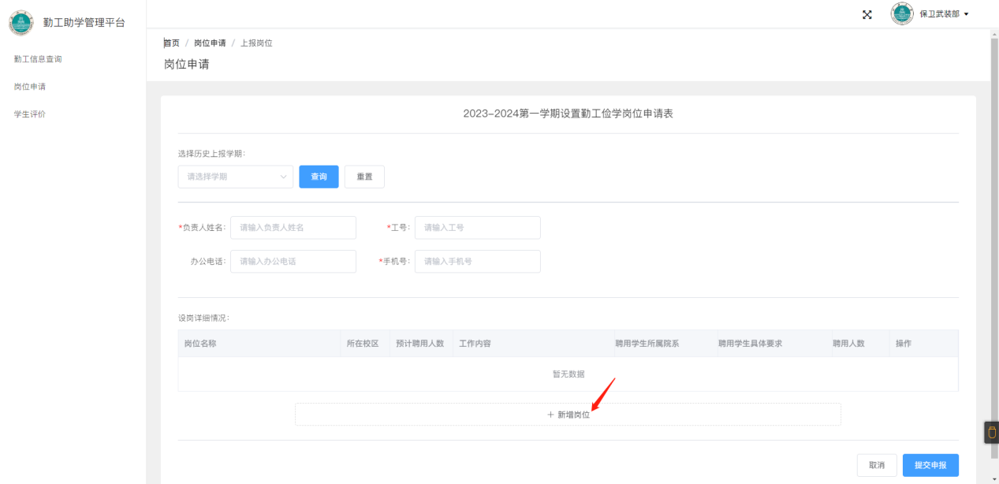 勤工助学管理平台
保卫武装部
勤工信息查询
岗位申请
学生评价
首页 / 岗位申请 / 上报岗位
岗位申请
2023-2024第一学期设置勤工俭学岗位申请表
选择历史上报学期：
请选择学期 查询 重置
*负责人姓名： 请输入负责人姓名 *工号： 请输入工号
办公电话： 请输入办公电话 *手机号： 请输入手机号
设岗详细情况：
岗位名称 所在校区 预计聘用人数 工作内容 聘用学生所属院系 聘用学生具体要求 聘用人数 操作
暂无数据
+ 新增岗位
取消 提交申报